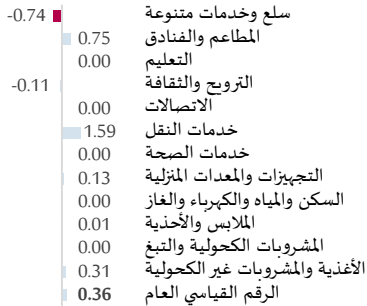 سلع وخدمات متنوعة -0.74
المطاعم والفنادق 0.75
التعليم 0.00
الترويح والثقافة -0.11
الاتصالات 0.00
خدمات النقل 1.59
خدمات الصحة 0.00
التجهيزات والمعدات المنزلية 0.13
السكن والمياه والكهرباء والغاز 0.00
الملابس والأحذية 0.01
المشروبات الكحولية والتبغ 0.00
الأغذية والمشروبات غير الكحولية 0.31
الرقم القياسي العام 0.36